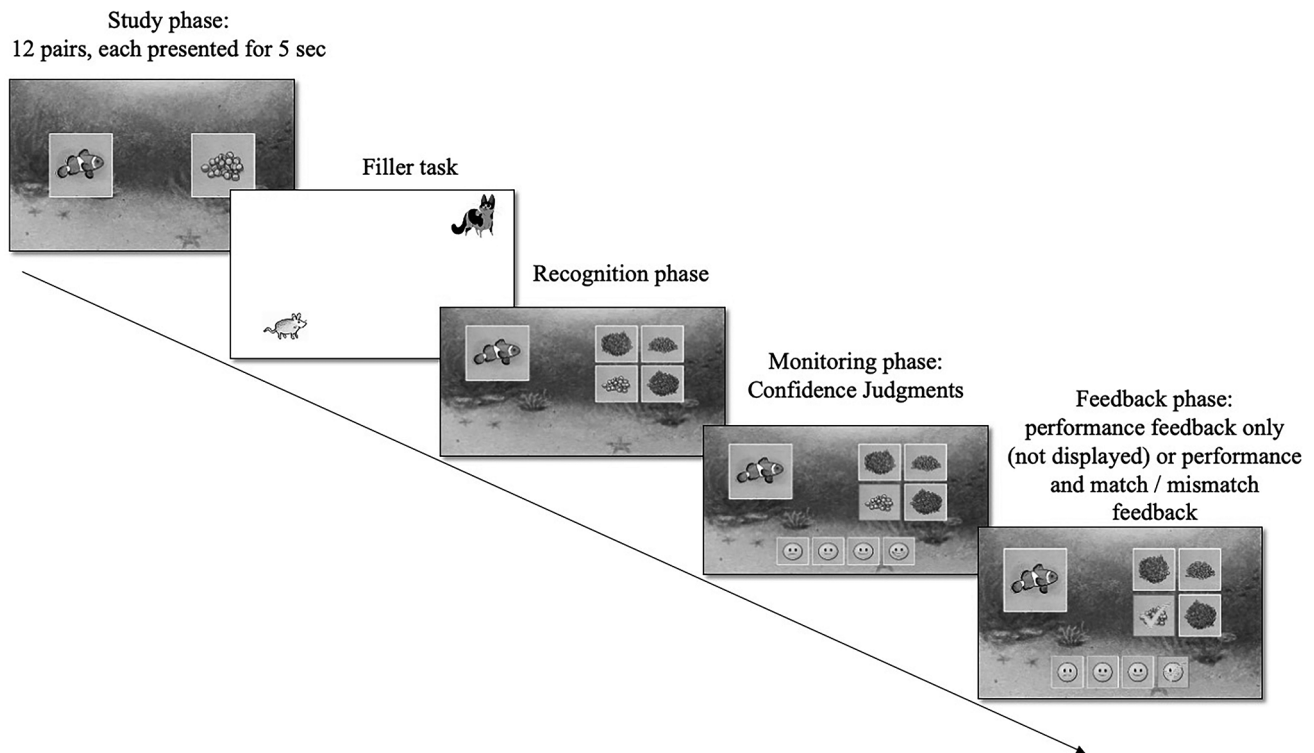 Study phase:
12 pairs, each presented for 5 sec
Filler task
Recognition phase
Monitoring phase:
Confidence Judgments
Feedback phase:
performance feedback only
(not displayed) or performance
and match / mismatch
feedback